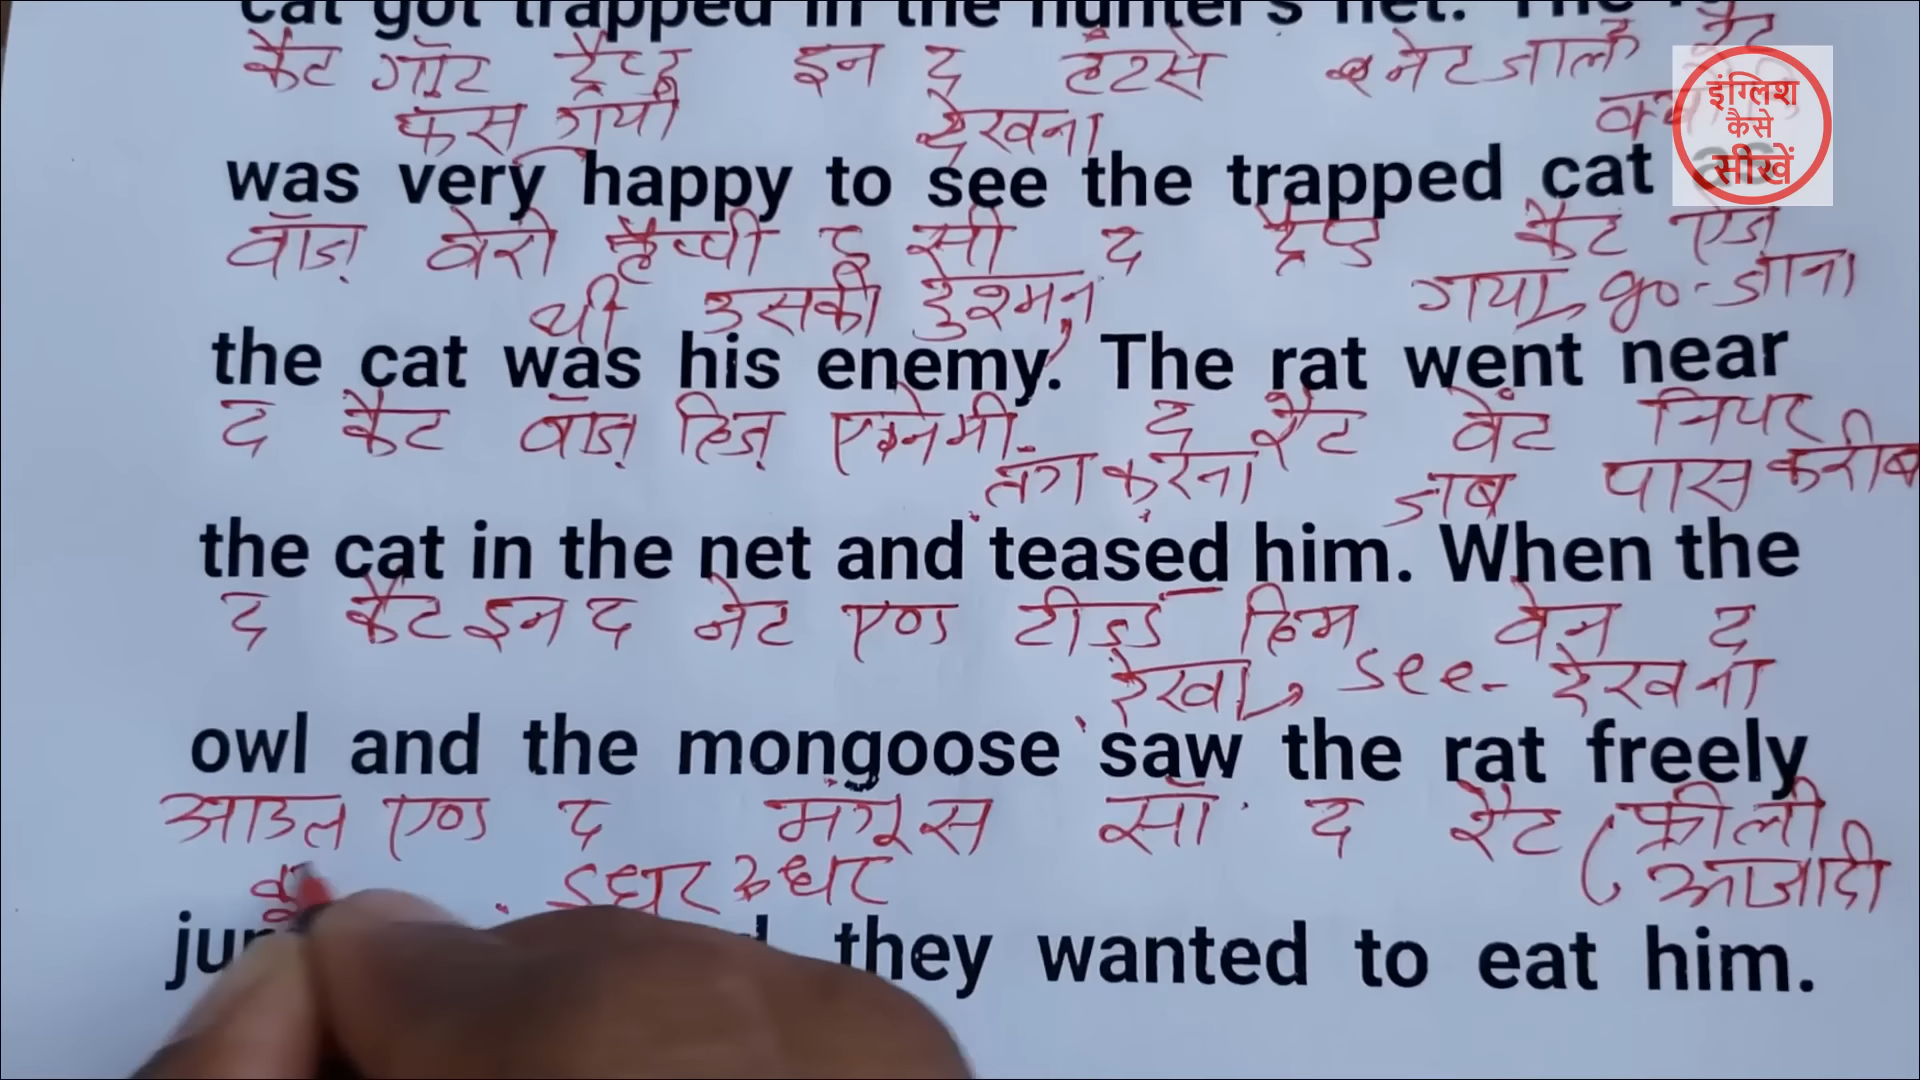 cat got trapped in the hunter's net. The
कैट गॉट ट्रैप्ड इन द हंटर्स नेट जाल रैट
फंस गयी देखना
was very happy to see the trapped cat as
वॉज़ वेरी हैप्पी टू सी द ट्रैप्ड कैट ऐज़
थी उसकी दुश्मन गया, go-जाना
the cat was his enemy. The rat went near
द कैट वॉज़ हिज़ एनेमी. द रैट वेंट नियर
तंग करना जब पास करीब
the cat in the net and teased him. When the
द कैट इन द नेट एण्ड टीज्ड हिम वेन द
देखा, see- देखना
owl and the mongoose saw the rat freely
आउल एण्ड द मंगूस सॉ द रैट फ्रीली
इधर उधर (आजादी
they wanted to eat him.
इंग्लिश
कैसे
सीखें